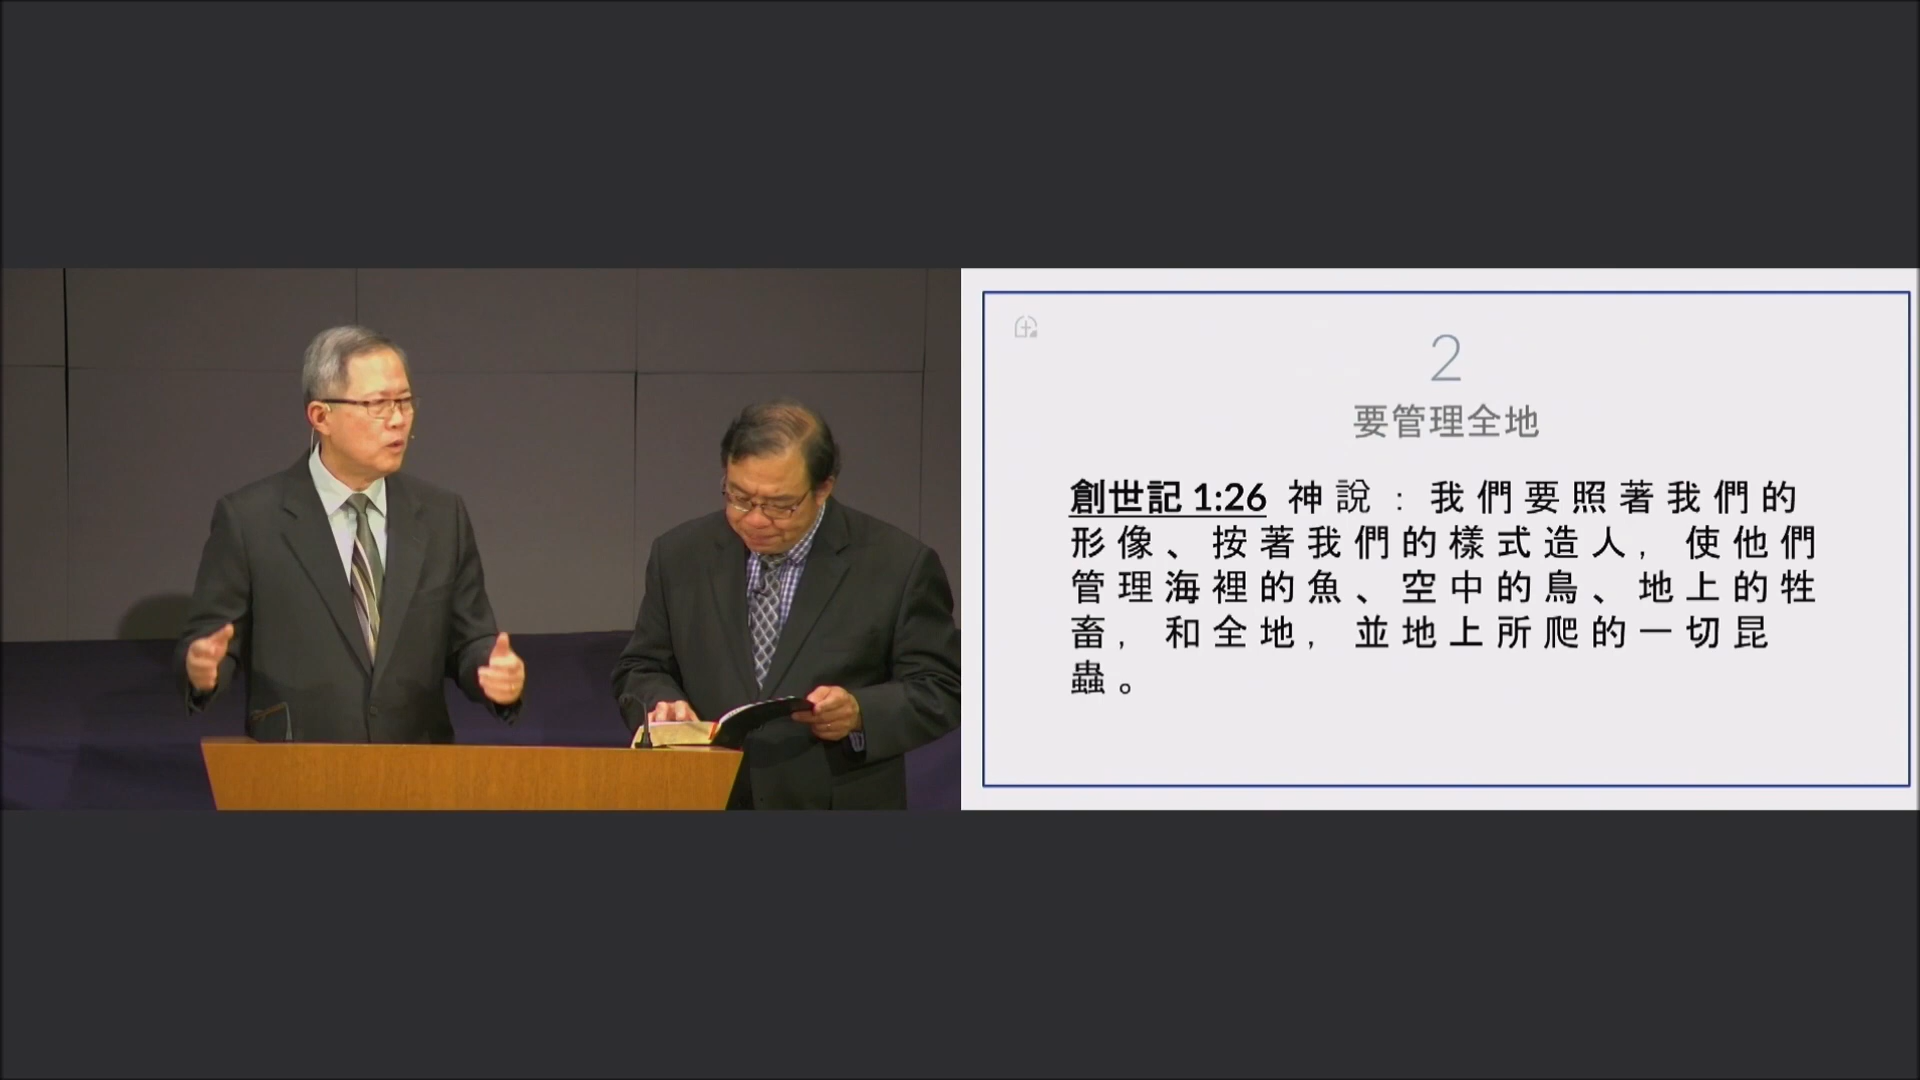 2
要管理全地
創世記 1:26 神說：我們要照著我們的
形像、按著我們的樣式造人，使他們
管理海裡的魚、空中的鳥、地上的牲
畜，和全地，並地上所爬的一切昆
蟲。